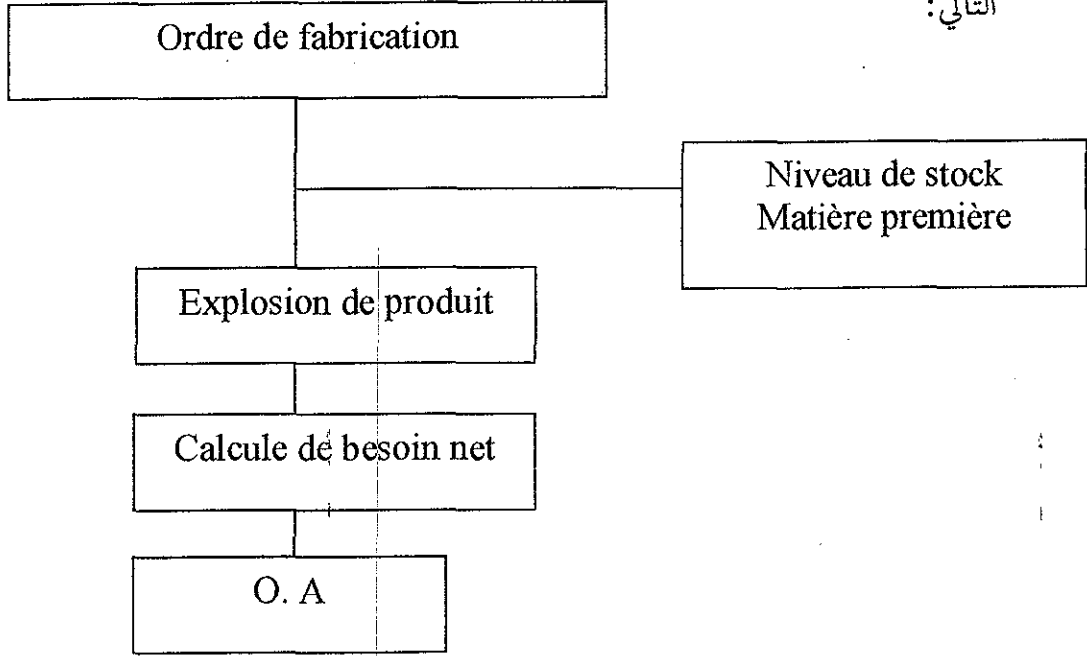 التالي:
Ordre de fabrication
Niveau de stock
Matière première
Explosion de produit
Calcule de besoin net
O. A